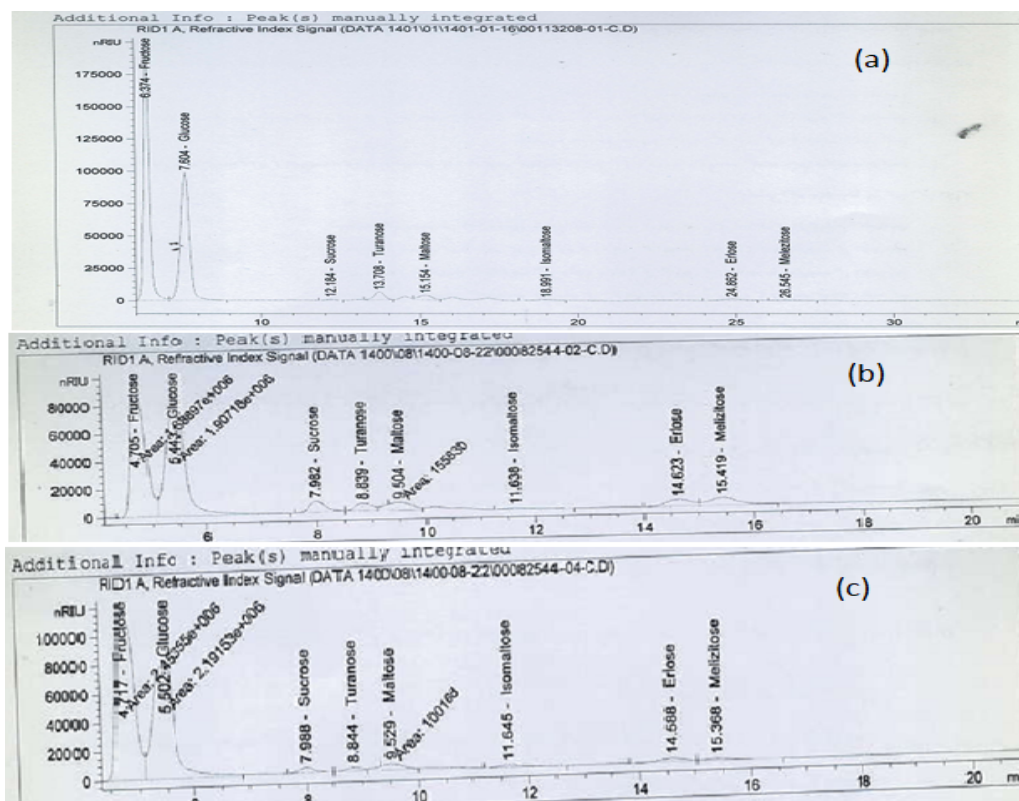 Additional Info : Peak(s) manually integrated
RID1 A, Refractive Index Signal (DATA 1401\01\1401-01-16\00113208-01-C.D)
(a)
nRIU
175000
150000
125000
100000
75000
50000
25000
0
6.374 - Fructose
7.604 - Glucose
12.184 - Sucrose
13.708 - Turanose
15.154 - Maltose
18.991 - Isomaltose
24.862 - Erlose
26.545 - Melezitose
10
15
20
25
30
Additional Info : Peak(s) manually integrated
RID1 A, Refractive Index Signal (DATA 1400\08\1400-08-22\00082544-02-C.D)
(b)
nRIU
80000
60000
40000
20000
0
4.705 - Fructose
Glucose
Area: 1.90718e+006
7.982 - Sucrose
8.839 - Turanose
9.504 - Maltose
Area: 155830
11.638 - Isomaltose
14.623 - Erlose
15.419 - Melizitose
6
8
10
12
14
16
18
20
Additional Info : Peak(s) manually integrated
RID1 A, Refractive Index Signal (DATA 1400\08\1400-08-22\00082544-04-C.D)
(c)
nRIU
100000
80000
60000
40000
20000
0
Fructose
5.502 - Glucose
Area: 2.19153e+006
7.988 - Sucrose
8.844 - Turanose
9.529 - Maltose
Area: 100168
11.645 - Isomaltose
14.588 - Erlose
15.368 - Melizitose
8
10
12
14
16
18
20